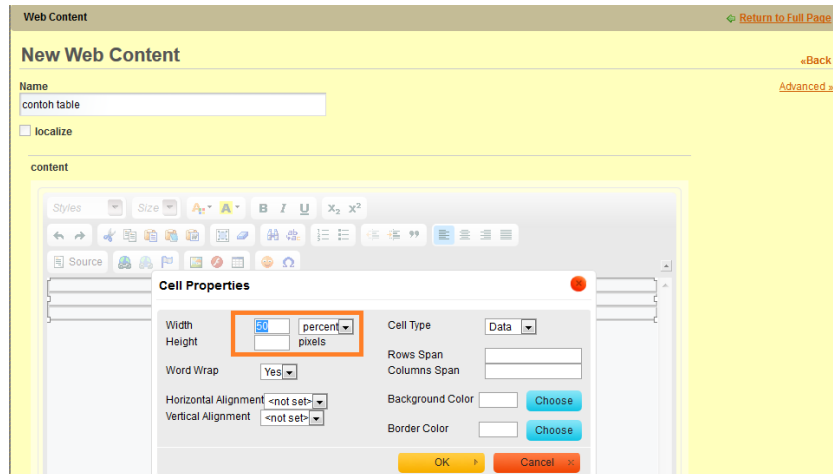 Web Content
Return to Full Page
New Web Content
«Back
Name
Advanced »
contoh table
localize
content
Styles Size A A B I U X₂ X²
Source
Cell Properties
Width 50 percent Cell Type Data
Height pixels
Rows Span
Word Wrap Yes Columns Span
Horizontal Alignment <not set> Background Color Choose
Vertical Alignment <not set>
Border Color Choose
OK Cancel